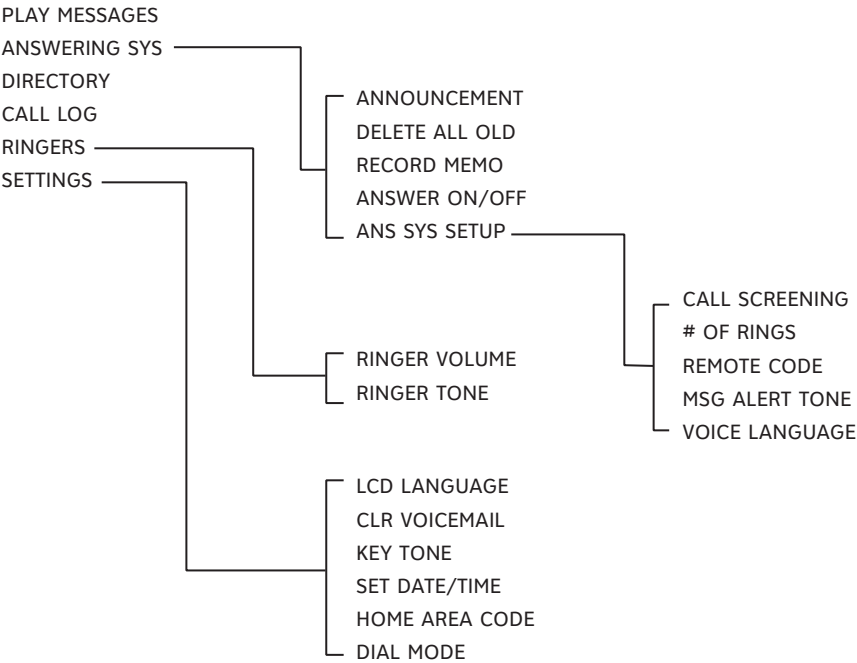 PLAY MESSAGES
ANSWERING SYS
DIRECTORY
CALL LOG
RINGERS
SETTINGS
ANNOUNCEMENT
DELETE ALL OLD
RECORD MEMO
ANSWER ON/OFF
ANS SYS SETUP
CALL SCREENING
# OF RINGS
REMOTE CODE
MSG ALERT TONE
VOICE LANGUAGE
RINGER VOLUME
RINGER TONE
LCD LANGUAGE
CLR VOICEMAIL
KEY TONE
SET DATE/TIME
HOME AREA CODE
DIAL MODE